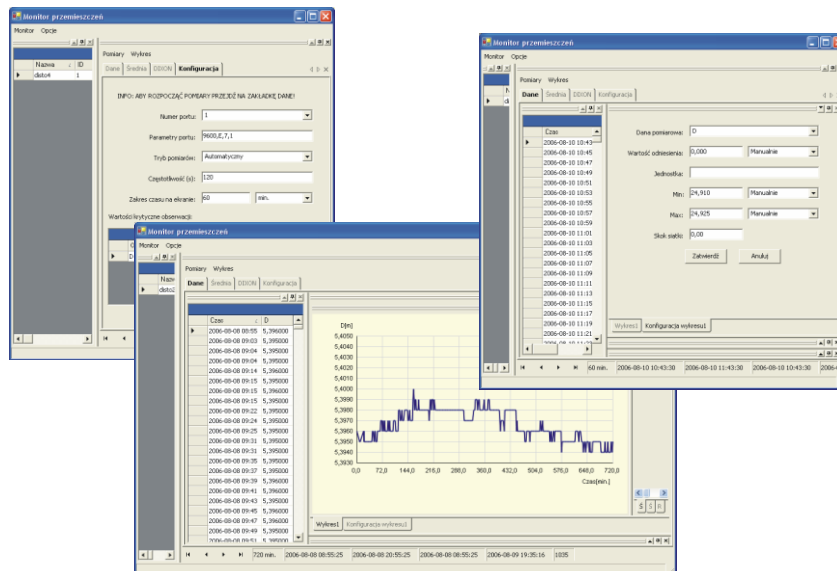 Monitor przemieszczeń
Monitor Opcje
Nazwa ID
disto4 1
Pomiary Wykres
Dane Średnia DDION Konfiguracja
INFO: ABY ROZPOCZĄĆ POMIARY PRZEJDŹ NA ZAKŁADKĘ DANE!
Numer portu: 1
Parametry portu: 9600,E,7,1
Tryb pomiarów: Automatyczny
Częstotliwość (s): 120
Zakres czasu na ekranie: 60 min.
Wartości krytyczne obserwacji:
Monitor przemieszczeń
Monitor Opcje
Pomiary Wykres
Dane Średnia DDION Konfiguracja
Czas
2006-08-10 10:43
2006-08-10 10:45
2006-08-10 10:47
2006-08-10 10:49
2006-08-10 10:51
2006-08-10 10:53
2006-08-10 10:55
2006-08-10 10:57
2006-08-10 10:59
2006-08-10 11:01
2006-08-10 11:03
2006-08-10 11:05
2006-08-10 11:07
2006-08-10 11:09
2006-08-10 11:11
2006-08-10 11:13
2006-08-10 11:15
2006-08-10 11:17
2006-08-10 11:19
2006-08-10 11:21
Dana pomiarowa: D
Wartość odniesienia: 0,000 Manualnie
Jednostka:
Min: 24,910 Manualnie
Max: 24,925 Manualnie
Skok siatki: 0,00
Zatwierdź Anuluj
Wykres1 Konfiguracja wykresu1
60 min. 2006-08-10 10:43:30 2006-08-10 11:43:30 2006-08-10 10:43:30
Monitor przemieszczeń
Monitor Opcje
Pomiary Wykres
Dane Średnia DDION Konfiguracja
Czas D
2006-08-08 08:55 5,396000
2006-08-08 09:03 5,395000
2006-08-08 09:04 5,395000
2006-08-08 09:04 5,395000
2006-08-08 09:14 5,396000
2006-08-08 09:15 5,395000
2006-08-08 09:15 5,396000
2006-08-08 09:15 5,395000
2006-08-08 09:22 5,395000
2006-08-08 09:24 5,395000
2006-08-08 09:25 5,395000
2006-08-08 09:31 5,395000
2006-08-08 09:31 5,395000
2006-08-08 09:35 5,395000
2006-08-08 09:37 5,395000
2006-08-08 09:39 5,396000
2006-08-08 09:41 5,396000
2006-08-08 09:43 5,395000
2006-08-08 09:45 5,396000
2006-08-08 09:47 5,396000
2006-08-08 09:49 5,395000
2006-08-08 09:51 5,395000
D[m]
5,4050
5,4040
5,4030
5,4020
5,4010
5,4000
5,3990
5,3980
5,3970
5,3960
5,3950
5,3940
5,3930
0,0 72,0 144,0 216,0 288,0 360,0 432,0 504,0 576,0 648,0 720,0
Czas[min.]
Wykres1 Konfiguracja wykresu1
Ś S R
720 min. 2006-08-08 08:55:25 2006-08-08 20:55:25 2006-08-08 08:55:25 2006-08-09 19:35:16 1035